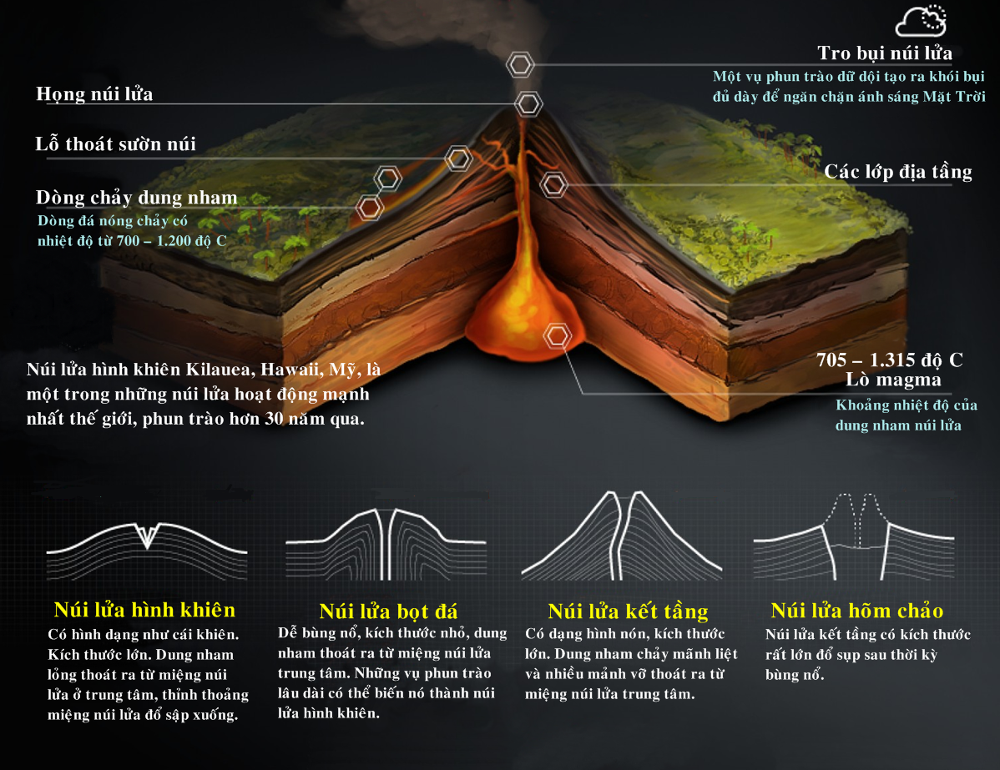 Tro bụi núi lửa
Một vụ phun trào dữ dội tạo ra khói bụi
đủ dày để ngăn chặn ánh sáng Mặt Trời
Họng núi lửa
Lỗ thoát sườn núi
Các lớp địa tầng
Dòng chảy dung nham
Dòng đá nóng chảy có
nhiệt độ từ 700 – 1.200 độ C
Núi lửa hình khiên Kilauea, Hawaii, Mỹ, là
một trong những núi lửa hoạt động mạnh
nhất thế giới, phun trào hơn 30 năm qua.
705 – 1.315 độ C
Lò magma
Khoảng nhiệt độ của
dung nham núi lửa
Núi lửa hình khiên
Có hình dạng như cái khiên.
Kích thước lớn. Dung nham
lỏng thoát ra từ miệng núi
lửa ở trung tâm, thỉnh thoảng
miệng núi lửa đổ sập xuống.
Núi lửa bọt đá
Dễ bùng nổ, kích thước nhỏ, dung
nham thoát ra từ miệng núi lửa
trung tâm. Những vụ phun trào
lâu dài có thể biến nó thành núi
lửa hình khiên.
Núi lửa kết tầng
Có dạng hình nón, kích thước
lớn. Dung nham chảy mãnh liệt
và nhiều mảnh vỡ thoát ra từ
miệng núi lửa trung tâm.
Núi lửa hõm chảo
Núi lửa kết tầng có kích thước
rất lớn đổ sụp sau thời kỳ
bùng nổ.